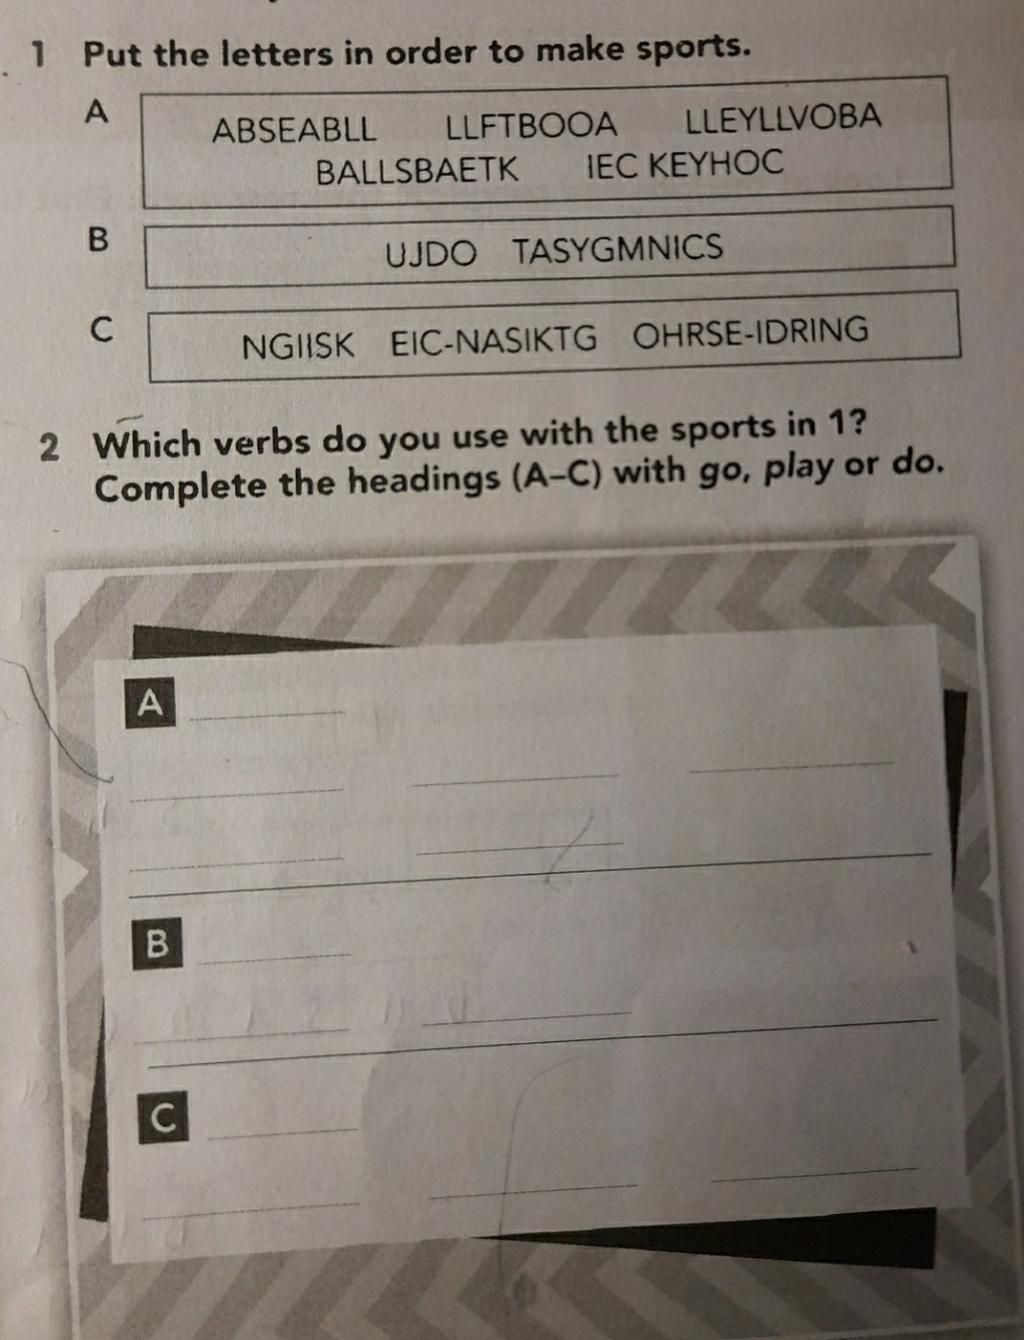 1 Put the letters in order to make sports.
A
ABSEABLL LLFTBOOA LLEYLLVOBA
BALLSBAETK IEC KEYHOC
B
UJDO TASYGMNICS
C
NGIISK EIC-NASIKTG OHRSE-IDRING
2 Which verbs do you use with the sports in 1?
Complete the headings (A–C) with go, play or do.
A
B
C